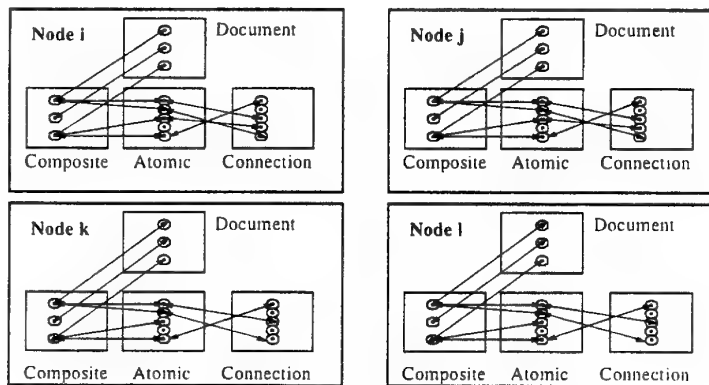 Node i
Document
Composite
Atomic
Connection
Node j
Document
Composite
Atomic
Connection
Node k
Document
Composite
Atomic
Connection
Node l
Document
Composite
Atomic
Connection